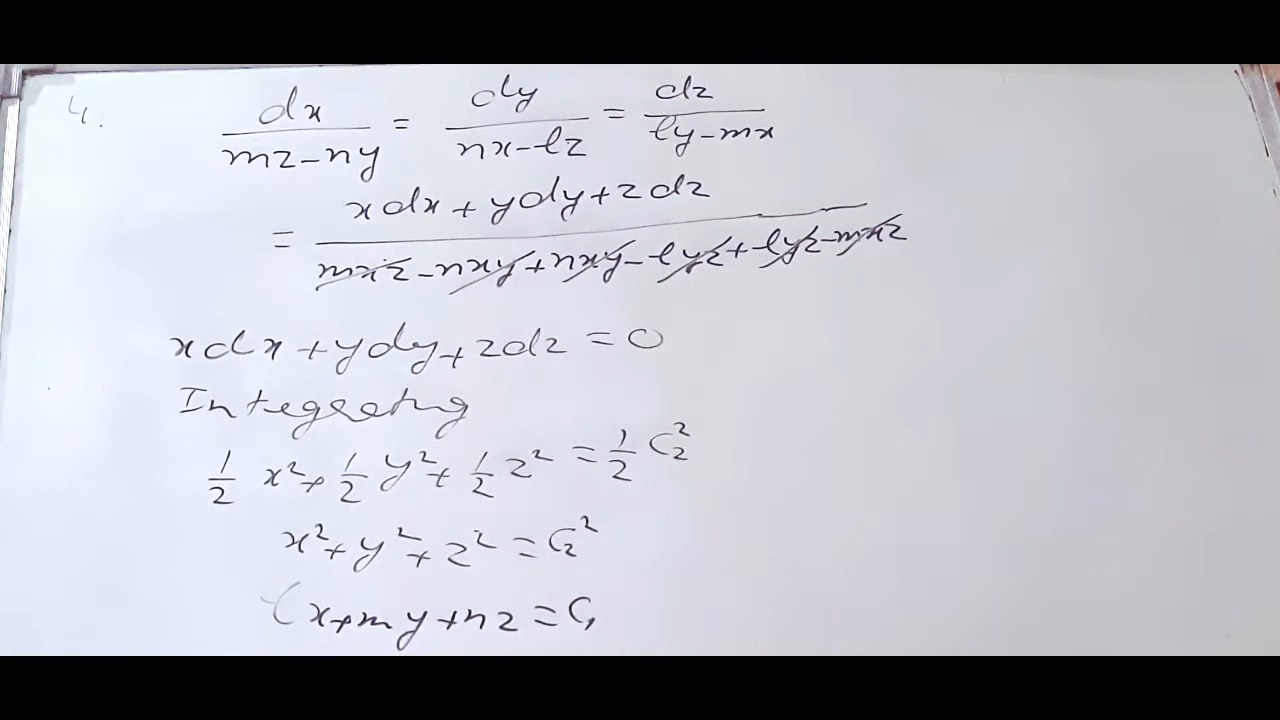 4. dx/(mz-ny) = dy/(nx-lz) = dz/(ly-mx)
= (xdx+ydy+zdz)/(mxz-nxy+nxy-lyz+lyz-mxz)
xdx+ydy+zdz=0
Integrating
1/2 x²+1/2 y²+1/2 z²=1/2 C₂²
x²+y²+z²=C₂²
lx+my+nz=C₁